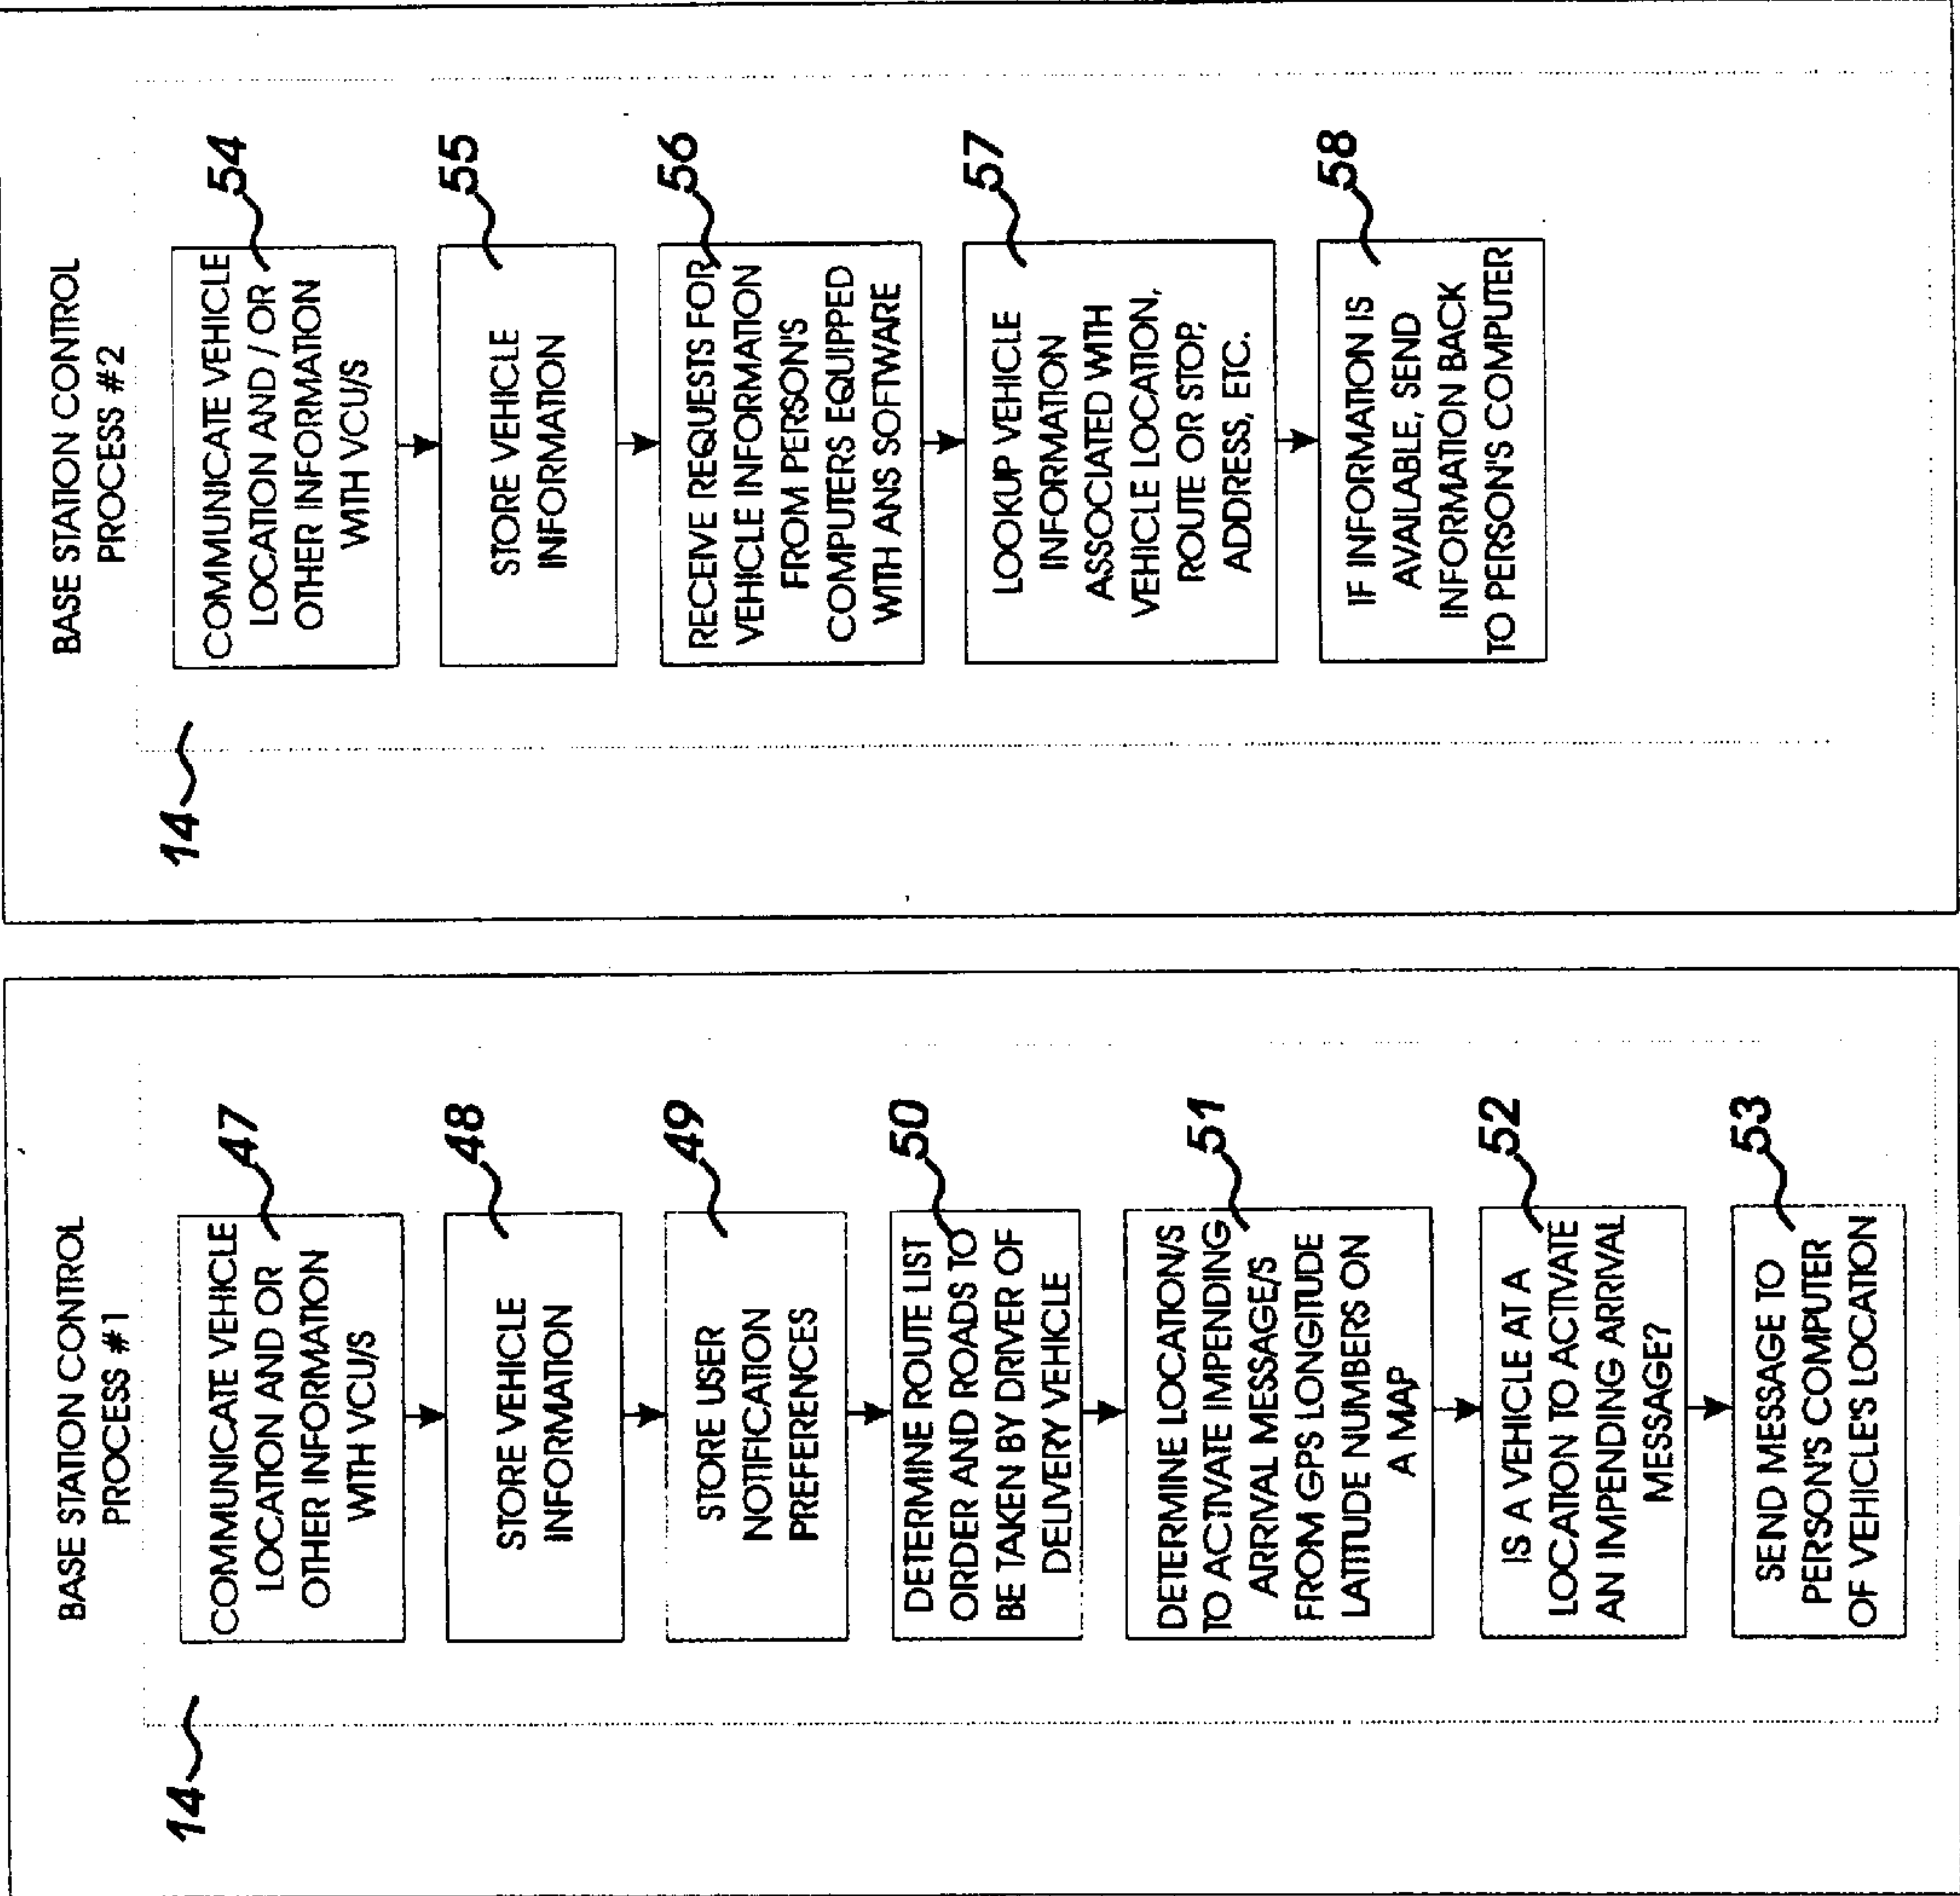 BASE STATION CONTROL
PROCESS #1
14
COMMUNICATE VEHICLE
LOCATION AND OR
OTHER INFORMATION
WITH VCU/S
47
STORE VEHICLE
INFORMATION
48
STORE USER
NOTIFICATION
PREFERENCES
49
DETERMINE ROUTE LIST
ORDER AND ROADS TO
BE TAKEN BY DRIVER OF
DELIVERY VEHICLE
50
DETERMINE LOCATION/S
TO ACTIVATE IMPENDING
ARRIVAL MESSAGE/S
FROM GPS LONGITUDE
LATITUDE NUMBERS ON
A MAP
51
IS A VEHICLE AT A
LOCATION TO ACTIVATE
AN IMPENDING ARRIVAL
MESSAGE?
52
SEND MESSAGE TO
PERSON'S COMPUTER
OF VEHICLE'S LOCATION
53
BASE STATION CONTROL
PROCESS #2
14
COMMUNICATE VEHICLE
LOCATION AND / OR
OTHER INFORMATION
WITH VCU/S
54
STORE VEHICLE
INFORMATION
55
RECEIVE REQUESTS FOR
VEHICLE INFORMATION
FROM PERSON'S
COMPUTERS EQUIPPED
WITH ANS SOFTWARE
56
LOOKUP VEHICLE
INFORMATION
ASSOCIATED WITH
VEHICLE LOCATION,
ROUTE OR STOP,
ADDRESS, ETC.
57
IF INFORMATION IS
AVAILABLE, SEND
INFORMATION BACK
TO PERSON'S COMPUTER
58